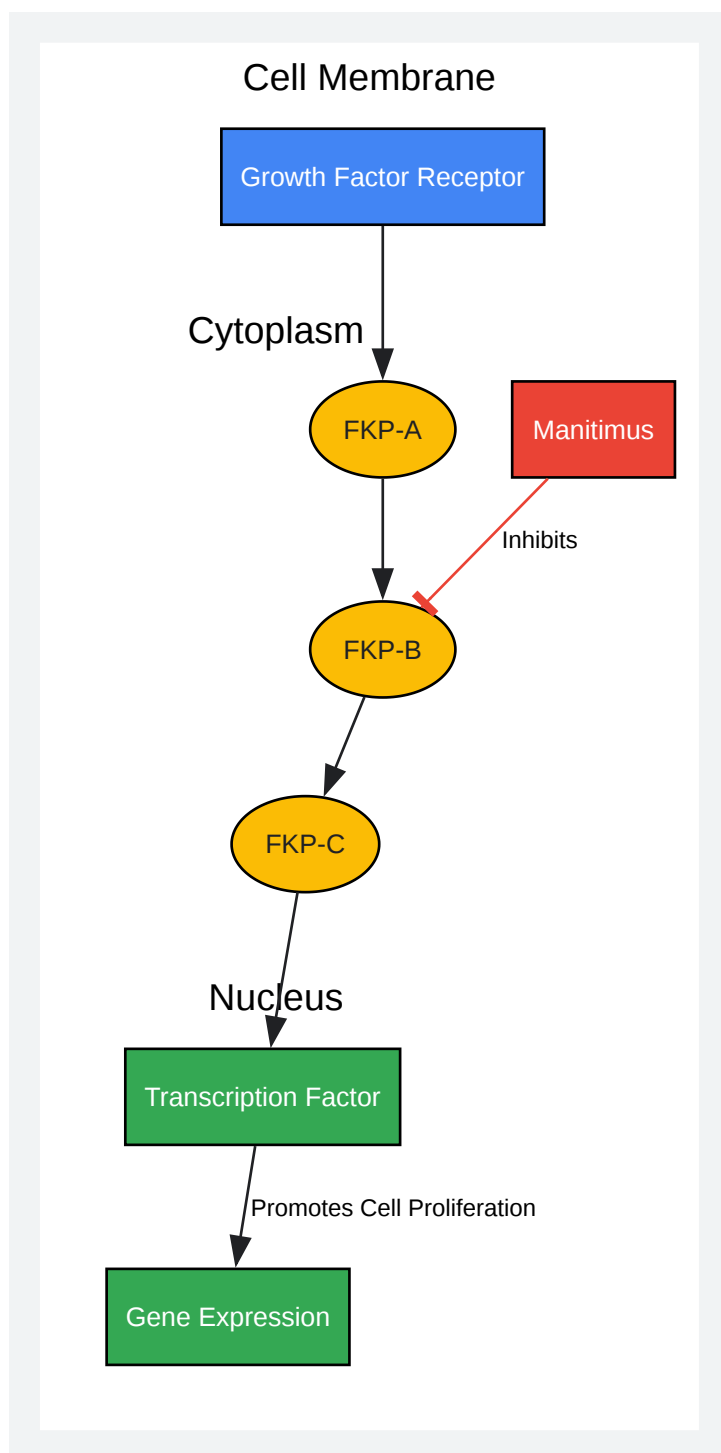 Cell Membrane
Growth Factor Receptor
Cytoplasm
FKP-A
Manitimus
Inhibits
FKP-B
FKP-C
Nucleus
Transcription Factor
Promotes Cell Proliferation
Gene Expression